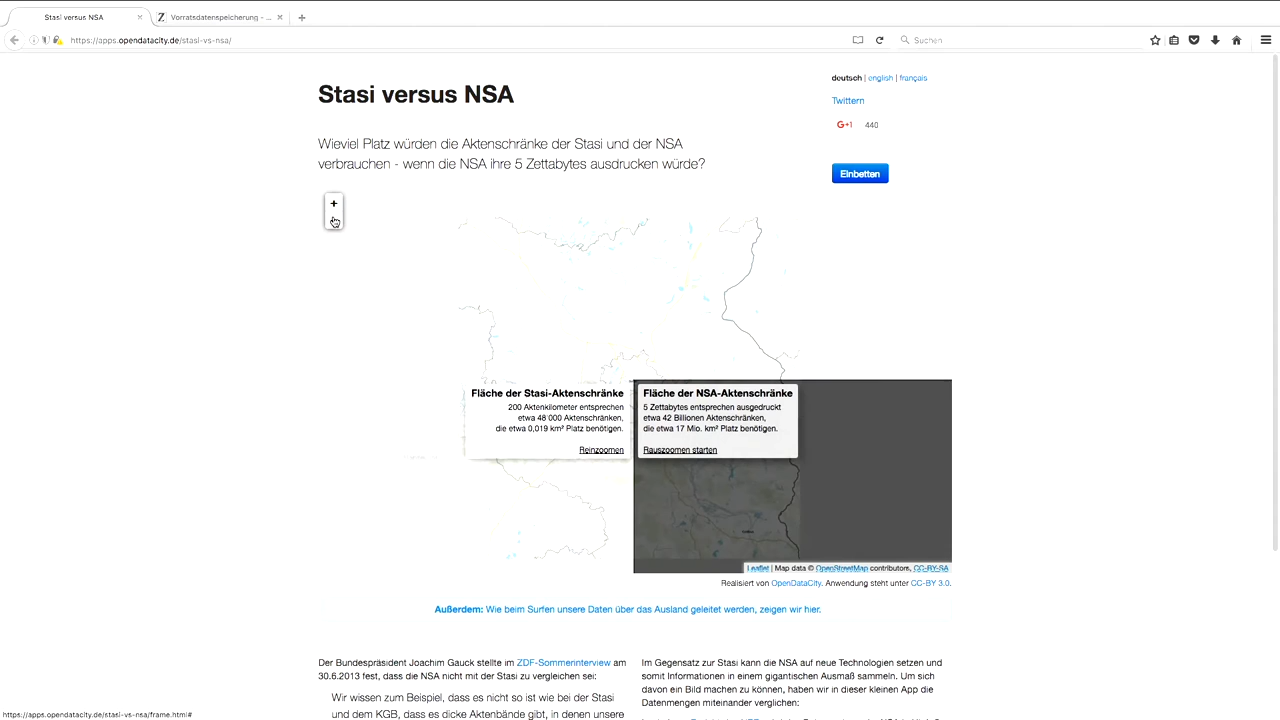 Stasi versus NSA
Vorratsdatenspeicherung - ...
https://apps.opendatacity.de/stasi-vs-nsa/
Suchen
deutsch | english | français
Stasi versus NSA
Twittern
G+1 440
Wieviel Platz würden die Aktenschränke der Stasi und der NSA
verbrauchen - wenn die NSA ihre 5 Zettabytes ausdrucken würde?
Einbetten
+
Fläche der Stasi-Aktenschränke
200 Aktenkilometer entsprechen
etwa 48'000 Aktenschränken,
die etwa 0,019 km² Platz benötigen.
Reinzoomen
Fläche der NSA-Aktenschränke
5 Zettabytes entsprechen ausgedruckt
etwa 42 Billionen Aktenschränken,
die etwa 17 Mio. km² Platz benötigen.
Rauszoomen starten
Leaflet | Map data © OpenStreetMap contributors, CC-BY-SA
Realisiert von OpenDataCity. Anwendung steht unter CC-BY 3.0.
Außerdem: Wie beim Surfen unsere Daten über das Ausland geleitet werden, zeigen wir hier.
Der Bundespräsident Joachim Gauck stellte im ZDF-Sommerinterview am
30.6.2013 fest, dass die NSA nicht mit der Stasi zu vergleichen sei:
Wir wissen zum Beispiel, dass es nicht so ist wie bei der Stasi
und dem KGB, dass es dicke Aktenbände gibt, in denen unsere
Im Gegensatz zur Stasi kann die NSA auf neue Technologien setzen und
somit Informationen in einem gigantischen Ausmaß sammeln. Um sich
davon ein Bild machen zu können, haben wir in dieser kleinen App die
Datenmengen miteinander verglichen:
https://apps.opendatacity.de/stasi-vs-nsa/frame.html#